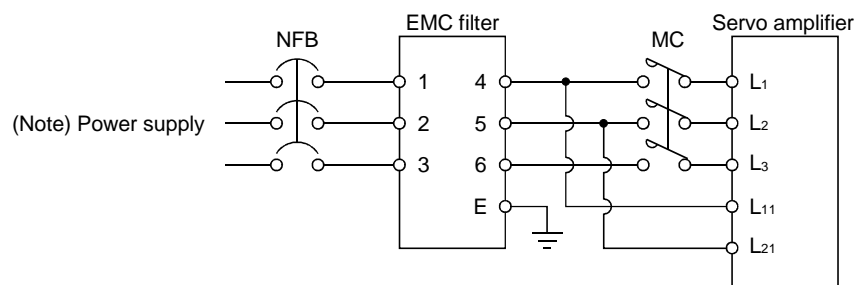 NFB
EMC filter
MC
Servo amplifier
(Note) Power supply
1
2
3
4
5
6
E
L1
L2
L3
L11
L21